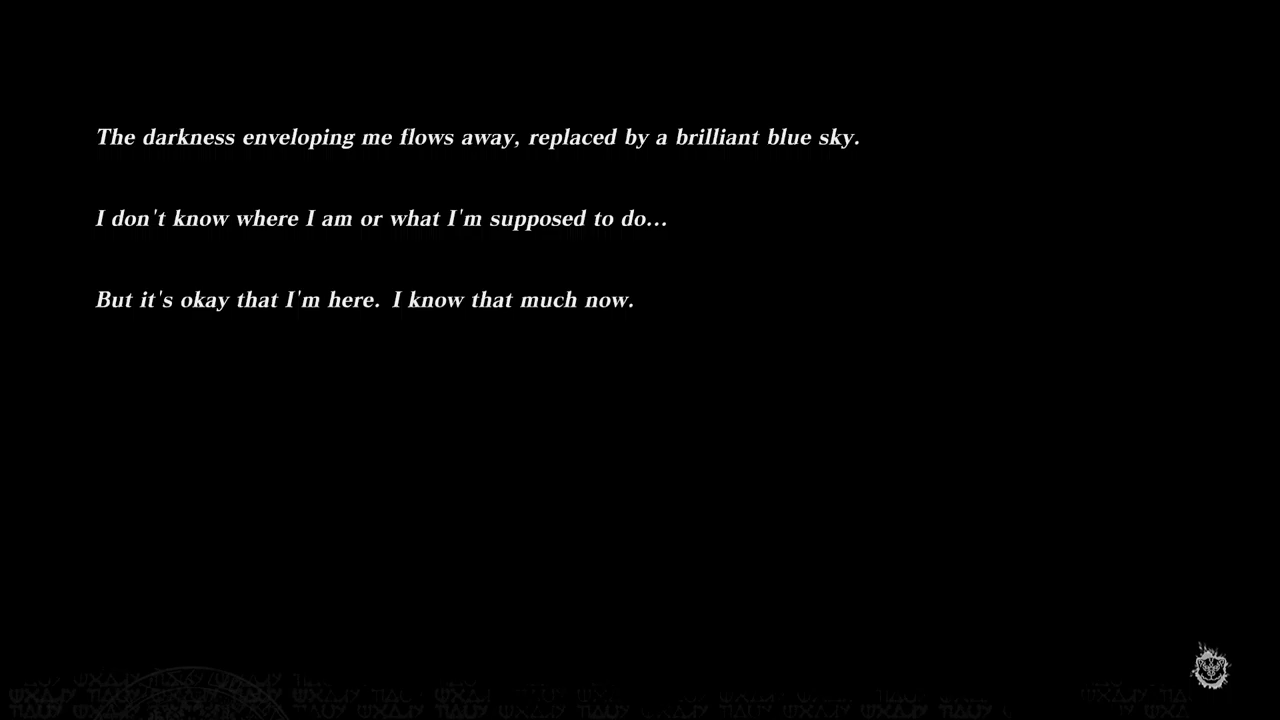 The darkness enveloping me flows away, replaced by a brilliant blue sky.
I don't know where I am or what I'm supposed to do...
But it's okay that I'm here. I know that much now.